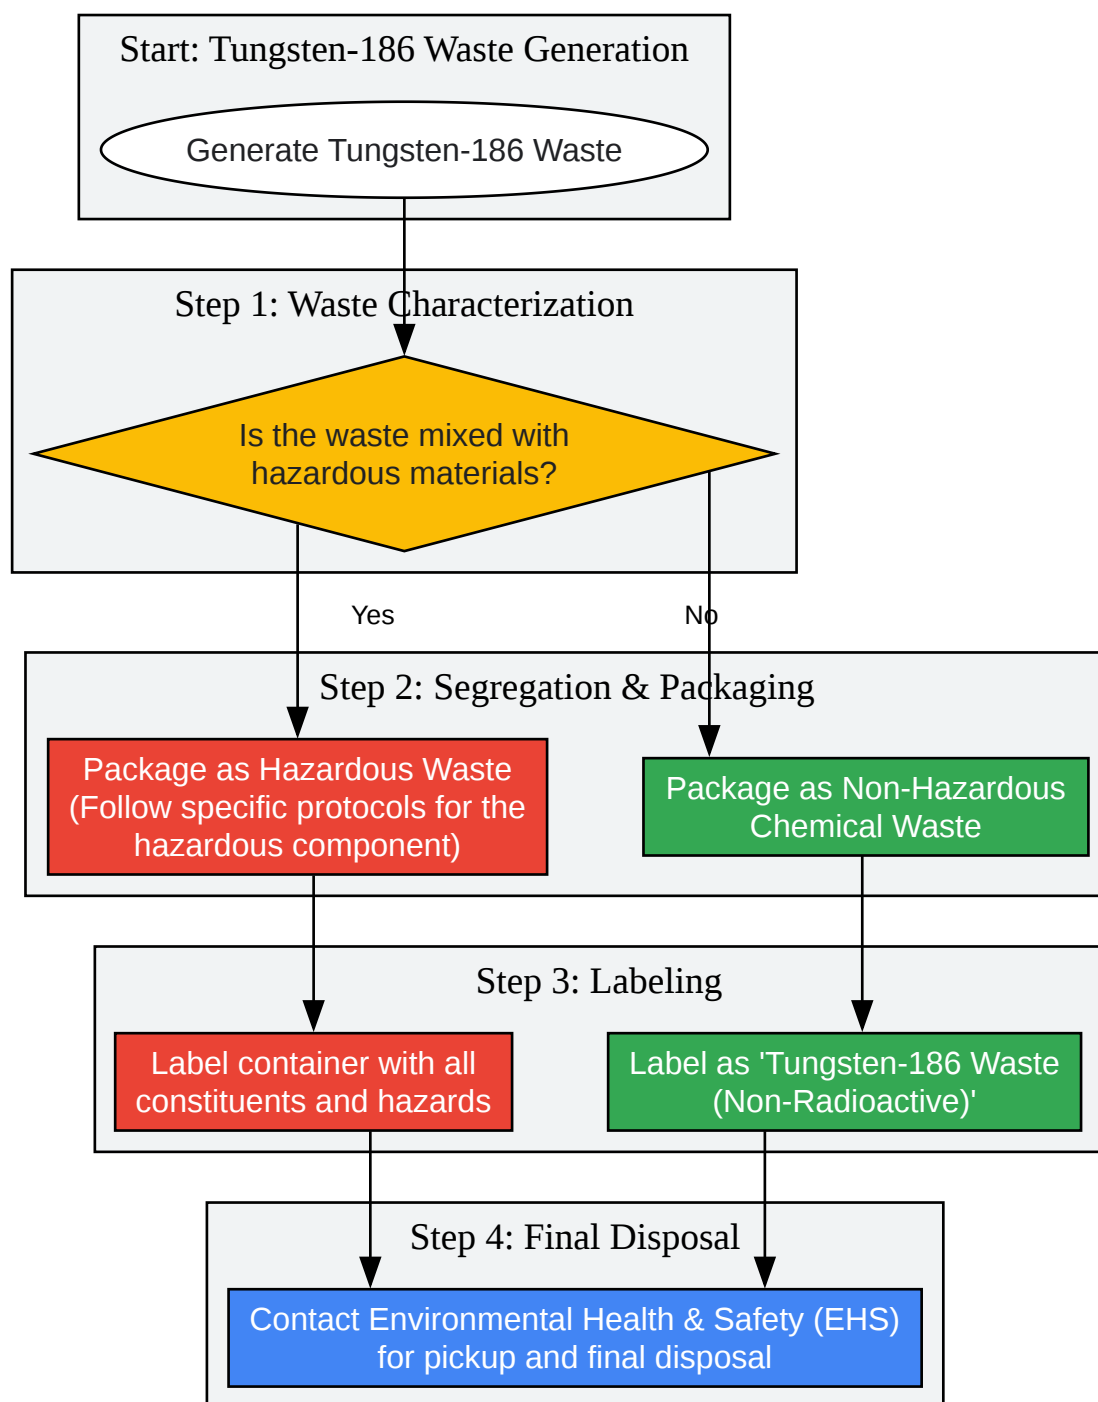 Start: Tungsten-186 Waste Generation
Generate Tungsten-186 Waste
Step 1: Waste Characterization
Is the waste mixed with
hazardous materials?
Yes
No
Step 2: Segregation & Packaging
Package as Hazardous Waste
(Follow specific protocols for the
hazardous component)
Package as Non-Hazardous
Chemical Waste
Step 3: Labeling
Label container with all
constituents and hazards
Label as 'Tungsten-186 Waste
(Non-Radioactive)'
Step 4: Final Disposal
Contact Environmental Health & Safety (EHS)
for pickup and final disposal